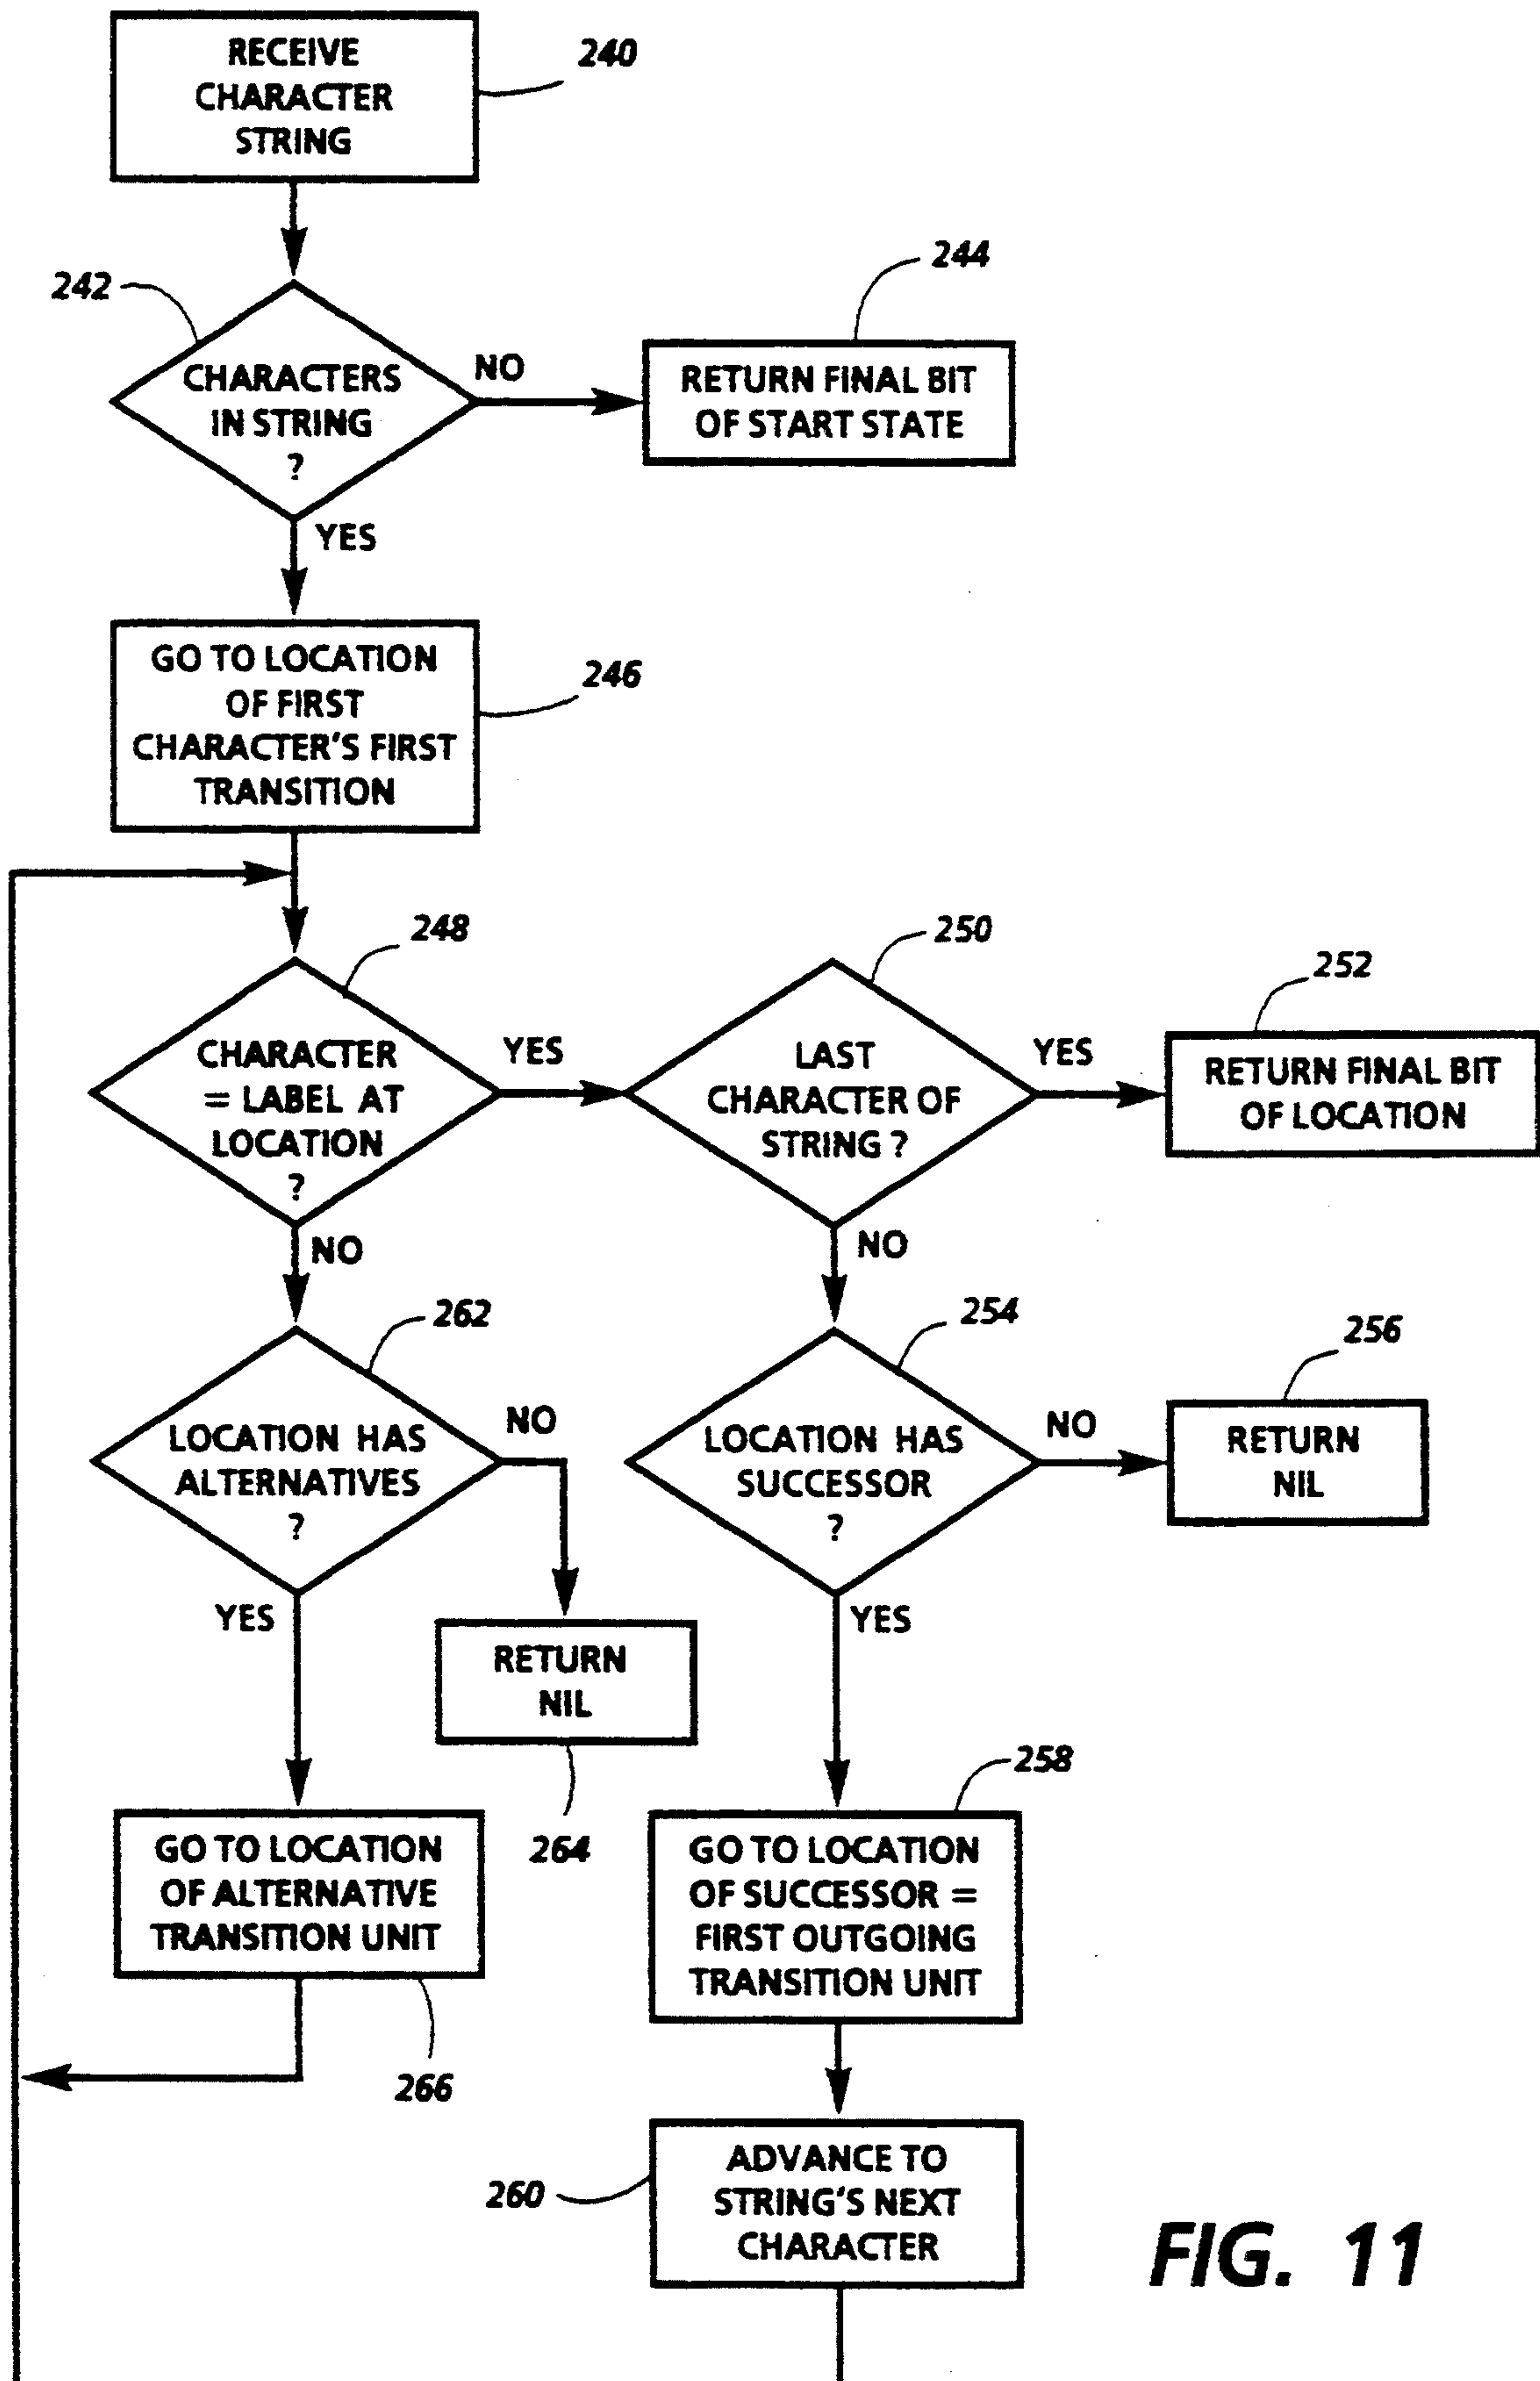 RECEIVE
CHARACTER
STRING
240
242
CHARACTERS
IN STRING
?
NO
244
RETURN FINAL BIT
OF START STATE
YES
GO TO LOCATION
OF FIRST
CHARACTER'S FIRST
TRANSITION
246
248
CHARACTER
= LABEL AT
LOCATION
?
YES
250
LAST
CHARACTER OF
STRING ?
YES
252
RETURN FINAL BIT
OF LOCATION
NO
NO
262
LOCATION HAS
ALTERNATIVES
?
NO
254
LOCATION HAS
SUCCESSOR
?
NO
256
RETURN
NIL
YES
RETURN
NIL
264
YES
258
GO TO LOCATION
OF ALTERNATIVE
TRANSITION UNIT
266
GO TO LOCATION
OF SUCCESSOR =
FIRST OUTGOING
TRANSITION UNIT
260
ADVANCE TO
STRING'S NEXT
CHARACTER
FIG. 11